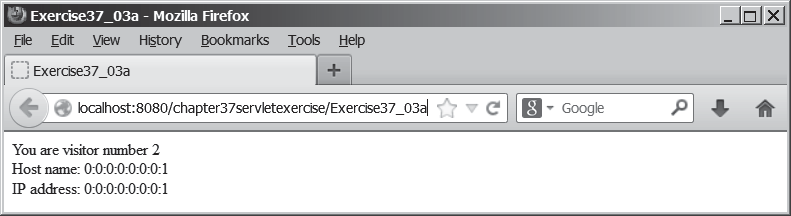 Exercise37_03a - Mozilla Firefox
File Edit View History Bookmarks Tools Help
Exercise37_03a
localhost:8080/chapter37servletexercise/Exercise37_03a
Google
You are visitor number 2
Host name: 0:0:0:0:0:0:0:1
IP address: 0:0:0:0:0:0:0:1